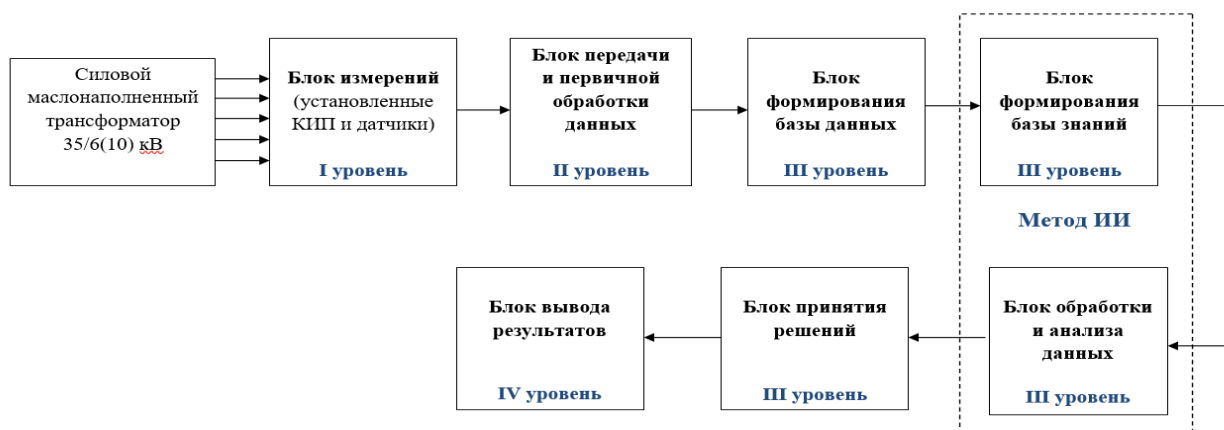 Силовой
маслонаполненный
трансформатор
35/6(10) кВ
Блок измерений
(установленные
КИП и датчики)
I уровень
Блок передачи
и первичной
обработки
данных
II уровень
Блок
формирования
базы данных
III уровень
Блок
формирования
базы знаний
III уровень
Метод ИИ
Блок вывода
результатов
IV уровень
Блок принятия
решений
III уровень
Блок обработки
и анализа
данных
III уровень